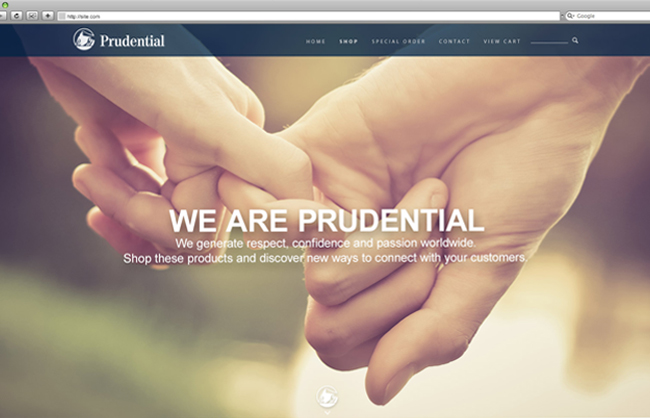 http://site.com
Google
Prudential
HOME SHOP SPECIAL ORDER CONTACT VIEW CART
WE ARE PRUDENTIAL
We generate respect, confidence and passion worldwide.
Shop these products and discover new ways to connect with your customers.